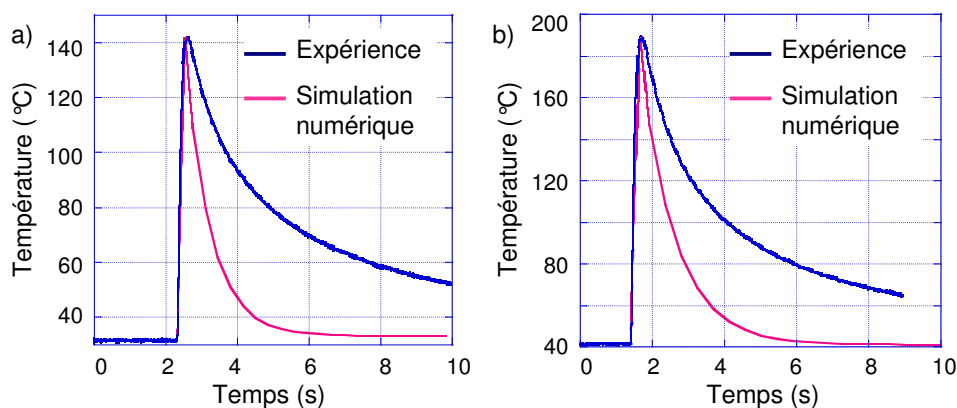 a)
Température (°C)
140
120
100
80
60
40
Expérience
Simulation
numérique
0 2 4 6 8 10
Temps (s)
b)
Température (°C)
200
160
120
80
40
Expérience
Simulation
numérique
0 2 4 6 8 10
Temps (s)